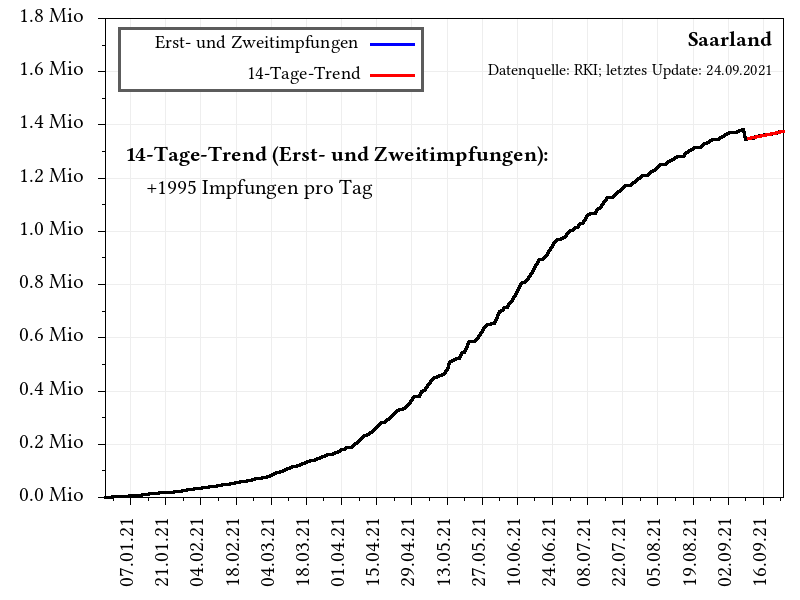 1.8 Mio
1.6 Mio
1.4 Mio
1.2 Mio
1.0 Mio
0.8 Mio
0.6 Mio
0.4 Mio
0.2 Mio
0.0 Mio
Erst- und Zweitimpfungen
14-Tage-Trend
Saarland
Datenquelle: RKI; letztes Update: 24.09.2021
14-Tage-Trend (Erst- und Zweitimpfungen):
+1995 Impfungen pro Tag
07.01.21
21.01.21
04.02.21
18.02.21
04.03.21
18.03.21
01.04.21
15.04.21
29.04.21
13.05.21
27.05.21
10.06.21
24.06.21
08.07.21
22.07.21
05.08.21
19.08.21
02.09.21
16.09.21